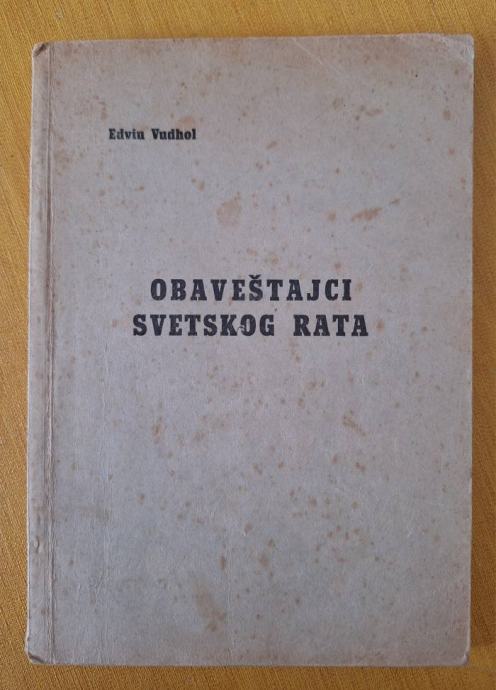 Edvin Vudhol
OBAVEŠTAJCI
SVETSKOG RATA